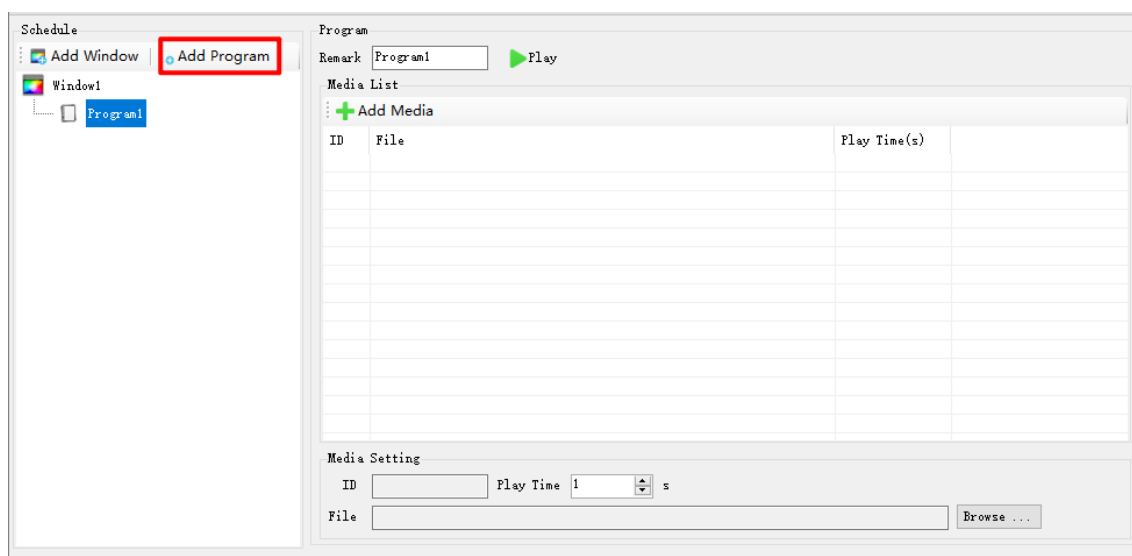 Schedule
Add Window
Add Program
Window1
Program1
Program
Remark Program1 Play
Media List
Add Media
ID File Play Time(s)
Media Setting
ID Play Time 1 s
File Browse ...